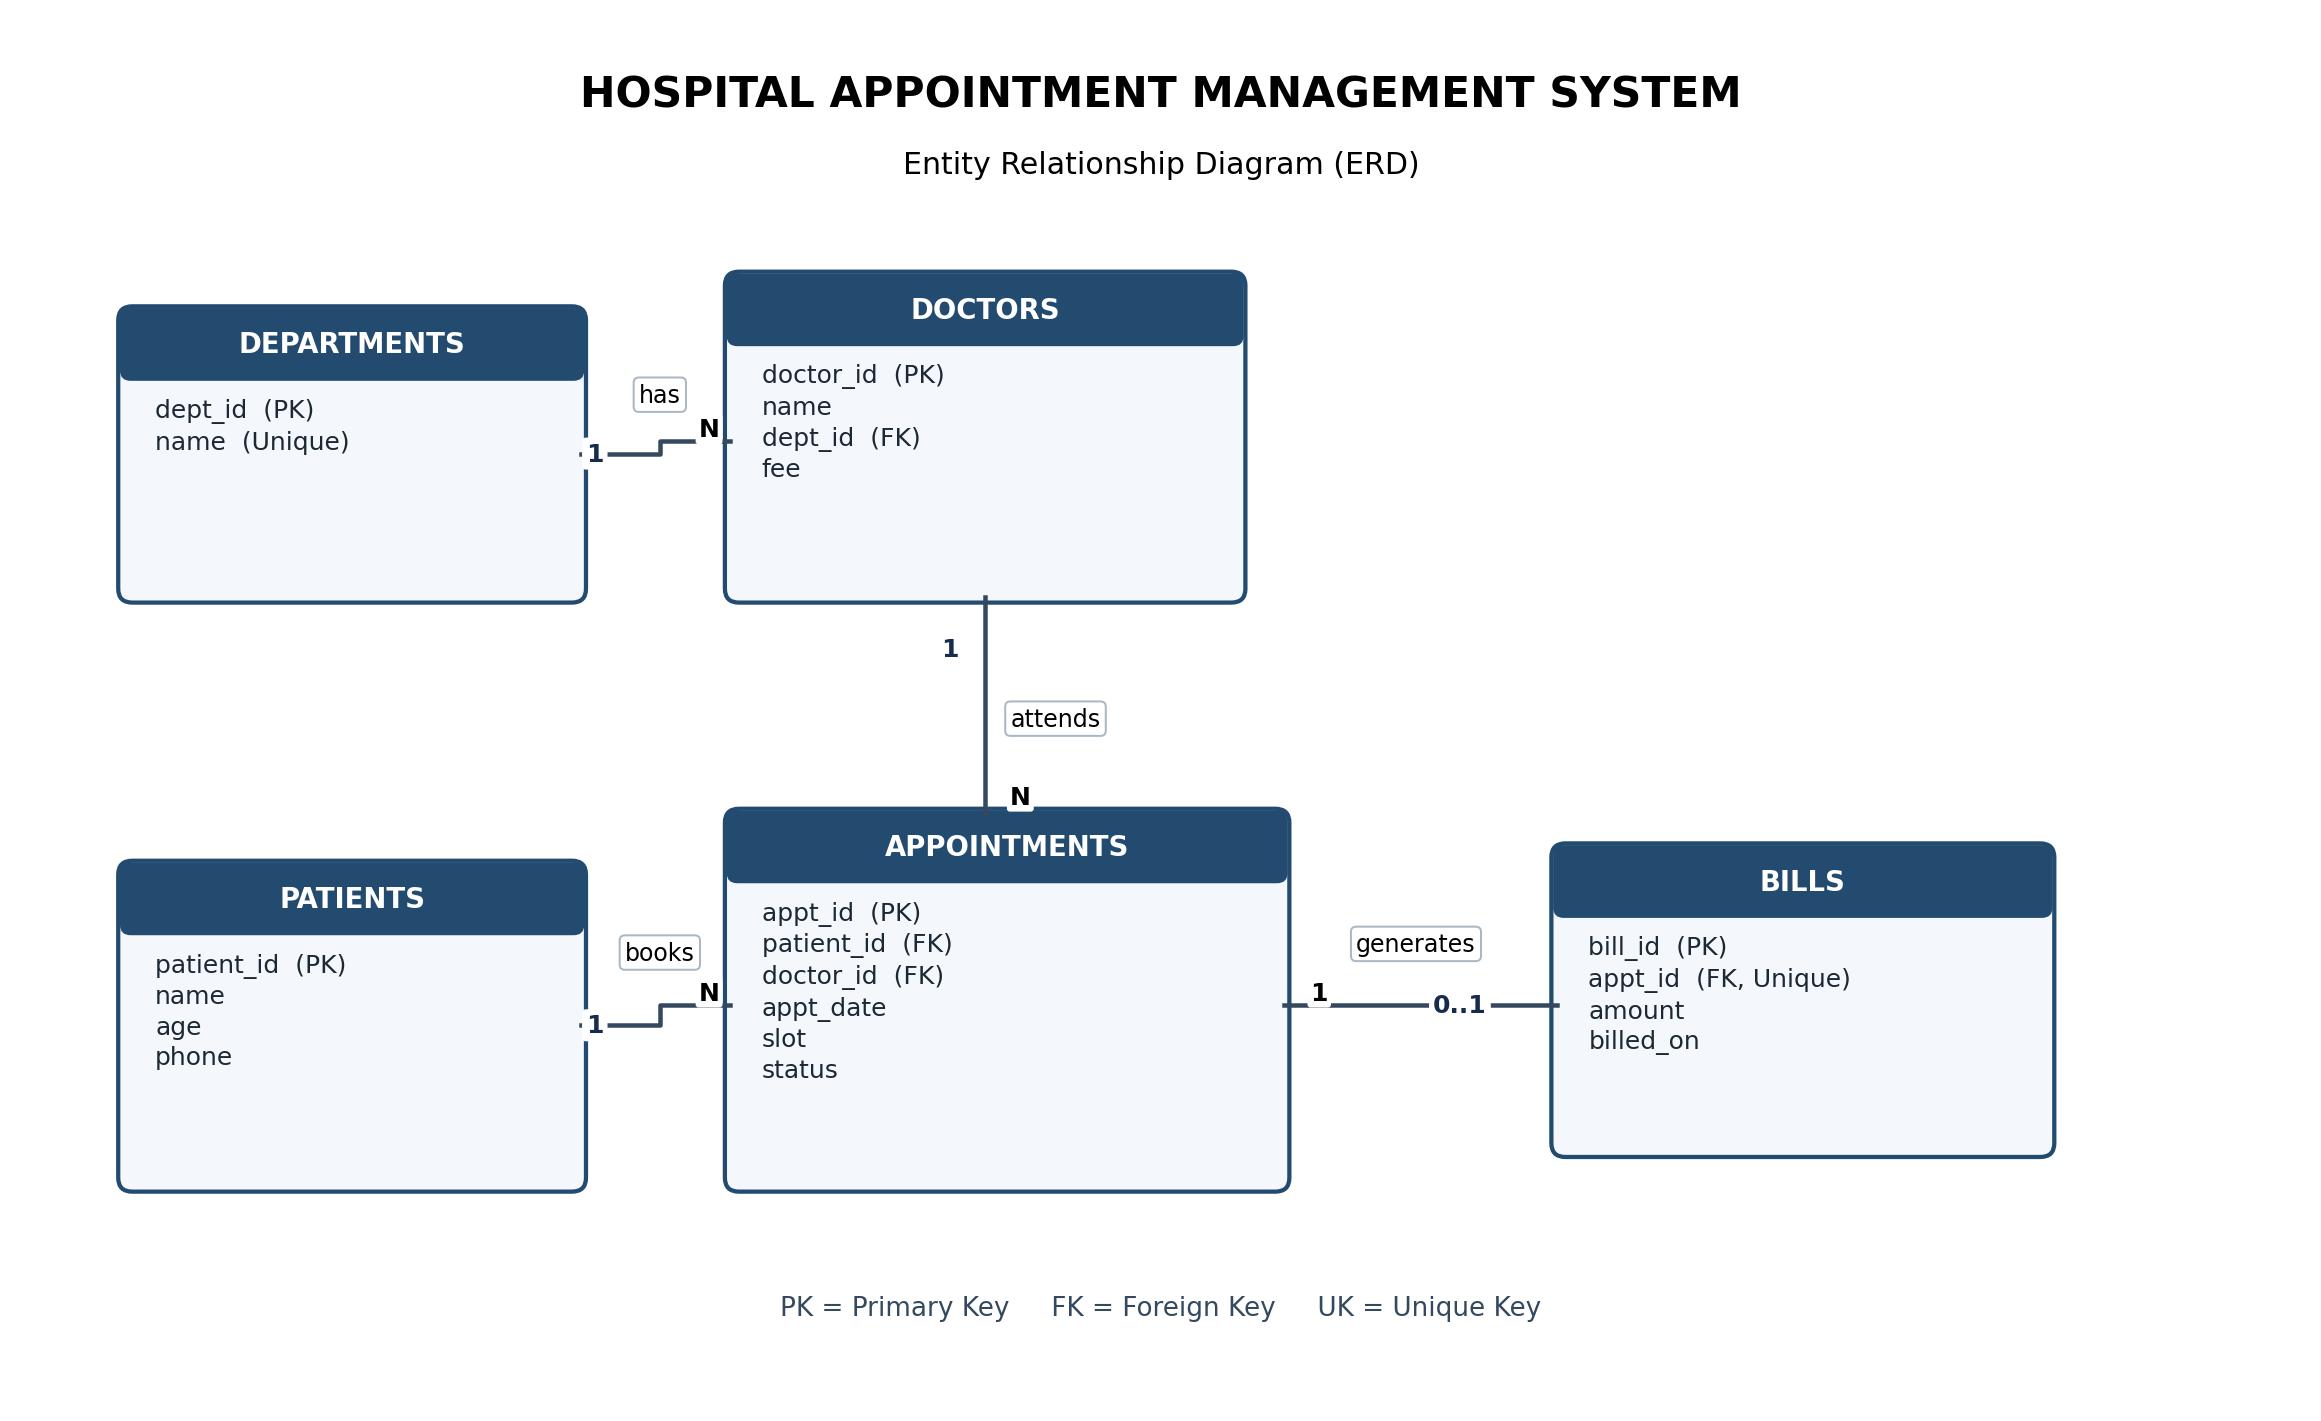 HOSPITAL APPOINTMENT MANAGEMENT SYSTEM
Entity Relationship Diagram (ERD)
DEPARTMENTS
dept_id (PK)
name (Unique)
has
1
N
DOCTORS
doctor_id (PK)
name
dept_id (FK)
fee
1
attends
N
PATIENTS
patient_id (PK)
name
age
phone
books
1
N
APPOINTMENTS
appt_id (PK)
patient_id (FK)
doctor_id (FK)
appt_date
slot
status
generates
1
0..1
BILLS
bill_id (PK)
appt_id (FK, Unique)
amount
billed_on
PK = Primary Key FK = Foreign Key UK = Unique Key